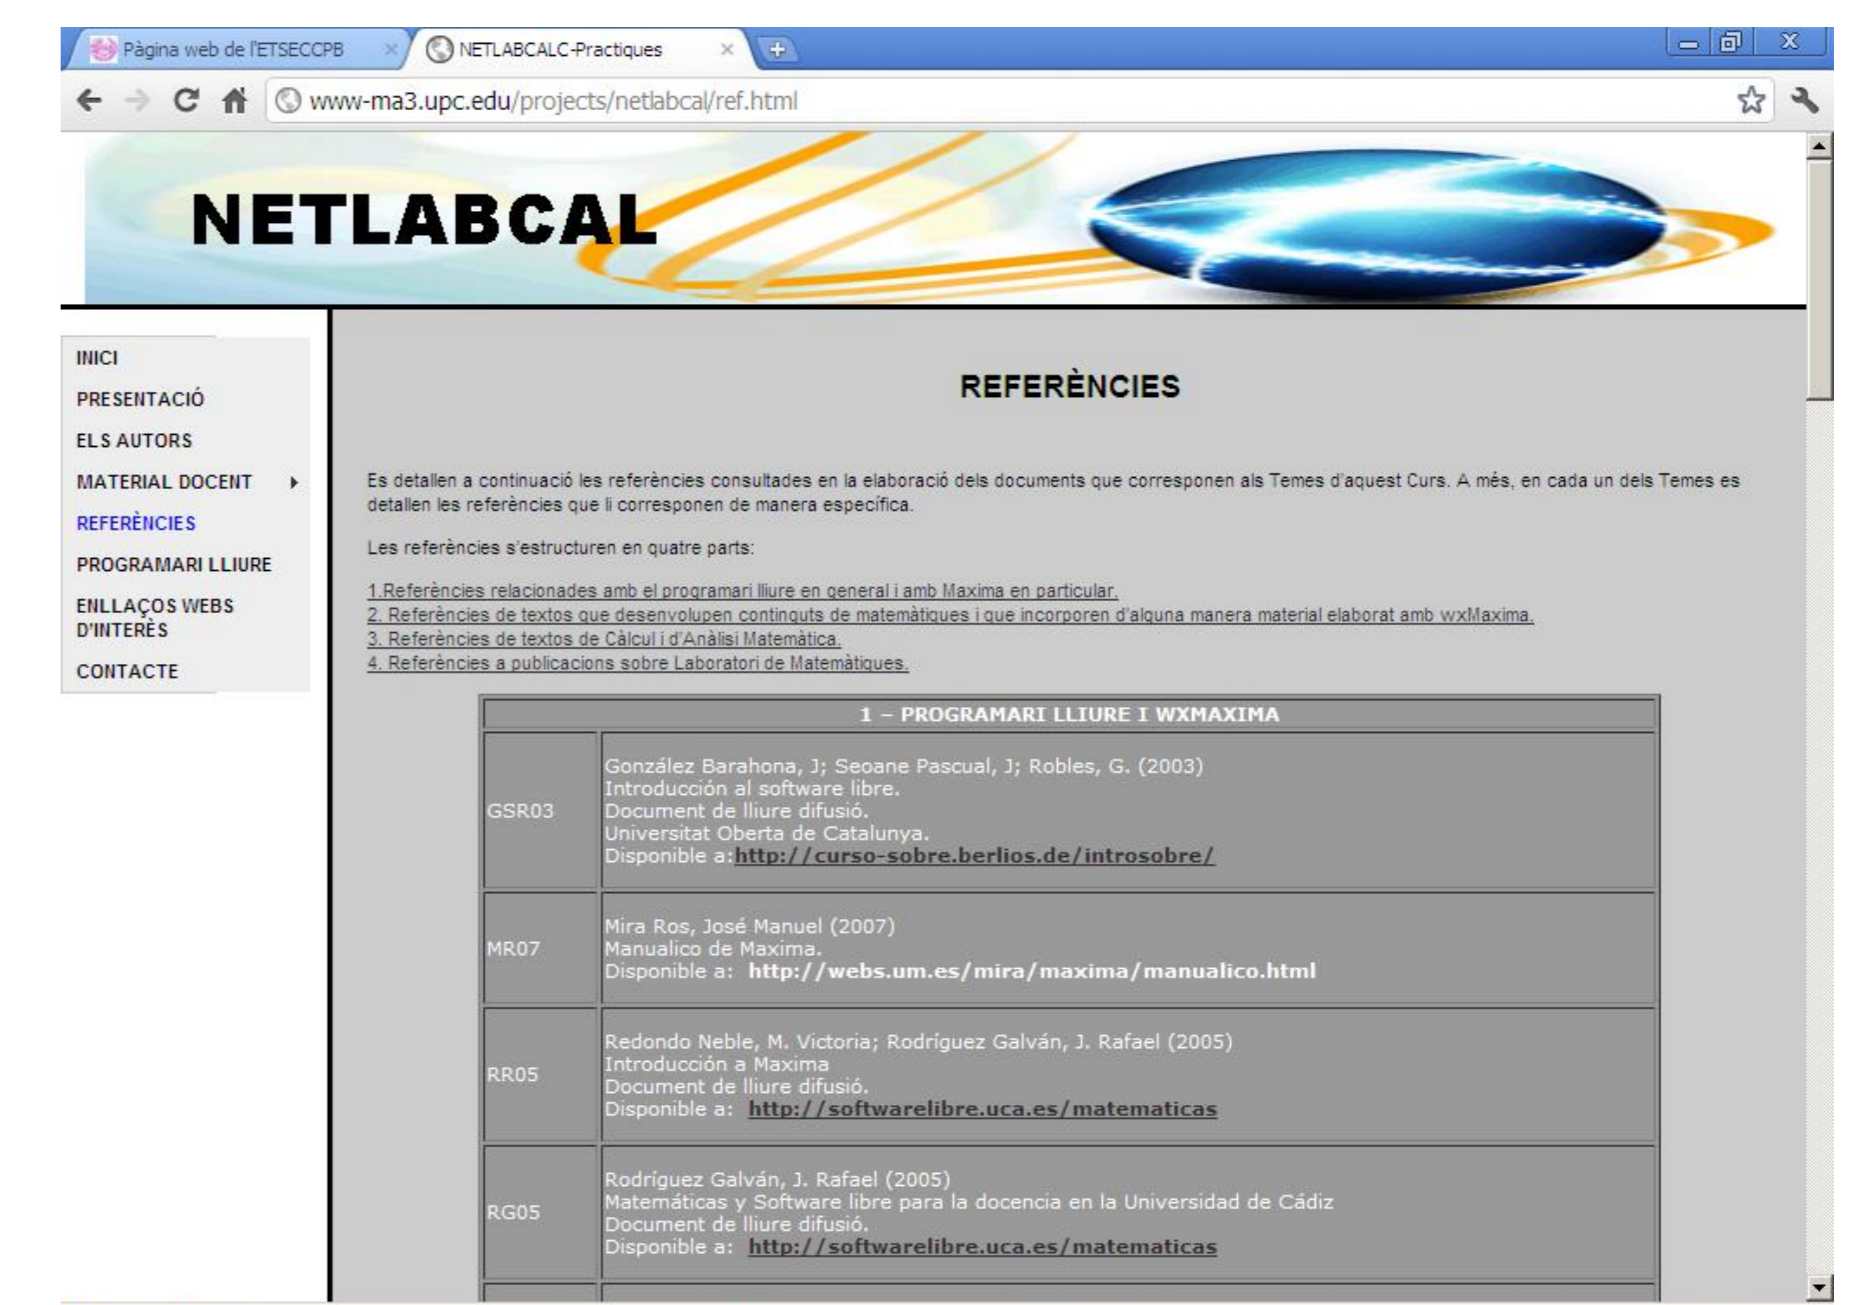 Pàgina web de l'ETSECCPB
NETLABCALC-Practiques
www-ma3.upc.edu/projects/netlabcal/ref.html
NETLABCAL
INICI
PRESENTACIÓ
ELS AUTORS
MATERIAL DOCENT
REFERÈNCIES
PROGRAMARI LLIURE
ENLLAÇOS WEBS
D'INTERÈS
CONTACTE
REFERÈNCIES
Es detallen a continuació les referències consultades en la elaboració dels documents que corresponen als Temes d'aquest Curs. A més, en cada un dels Temes es
detallen les referències que li corresponen de manera específica.
Les referències s'estructuren en quatre parts:
1.Referències relacionades amb el programari lliure en general i amb Maxima en particular.
2. Referències de textos que desenvolupen continguts de matemàtiques i que incorporen d'alguna manera material elaborat amb wxMaxima.
3. Referències de textos de Càlcul i d'Anàlisi Matemàtica.
4. Referències a publicacions sobre Laboratori de Matemàtiques.
1 – PROGRAMARI LLIURE I WXMAXIMA
GSR03
González Barahona, J; Seoane Pascual, J; Robles, G. (2003)
Introducción al software libre.
Document de lliure difusió.
Universitat Oberta de Catalunya.
Disponible a:http://curso-sobre.berlios.de/introsobre/
MR07
Mira Ros, José Manuel (2007)
Manualico de Maxima.
Disponible a: http://webs.um.es/mira/maxima/manualico.html
RR05
Redondo Neble, M. Victoria; Rodríguez Galván, J. Rafael (2005)
Introducción a Maxima
Document de lliure difusió.
Disponible a: http://softwarelibre.uca.es/matematicas
RG05
Rodríguez Galván, J. Rafael (2005)
Matemáticas y Software libre para la docencia en la Universidad de Cádiz
Document de lliure difusió.
Disponible a: http://softwarelibre.uca.es/matematicas